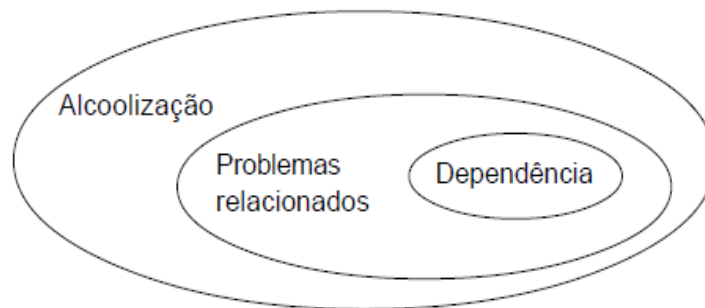 Alcoolização
Problemas
relacionados
Dependência